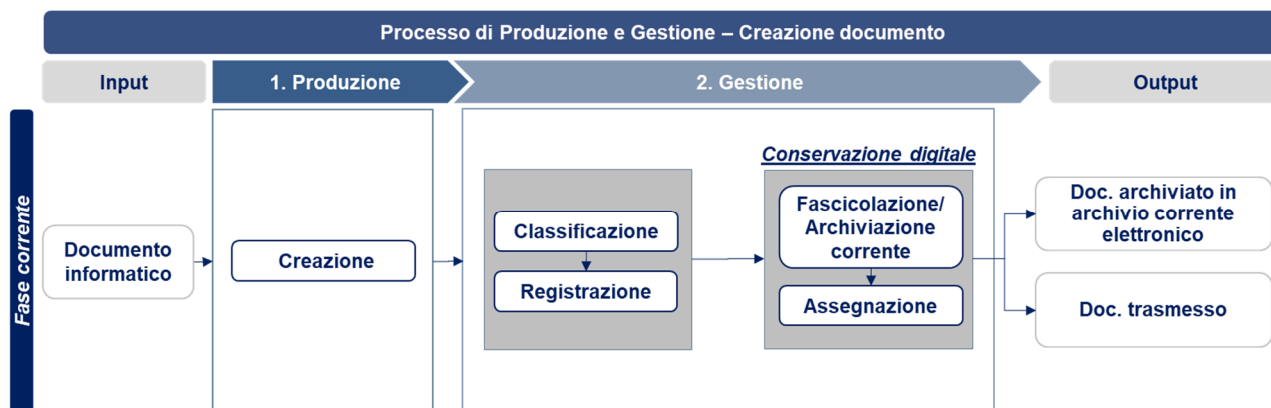 Processo di Produzione e Gestione – Creazione documento
Input
1. Produzione
2. Gestione
Output
Fase corrente
Documento
informatico
Creazione
Classificazione
Registrazione
Conservazione digitale
Fascicolazione/
Archiviazione
corrente
Assegnazione
Doc. archiviato in
archivio corrente
elettronico
Doc. trasmesso